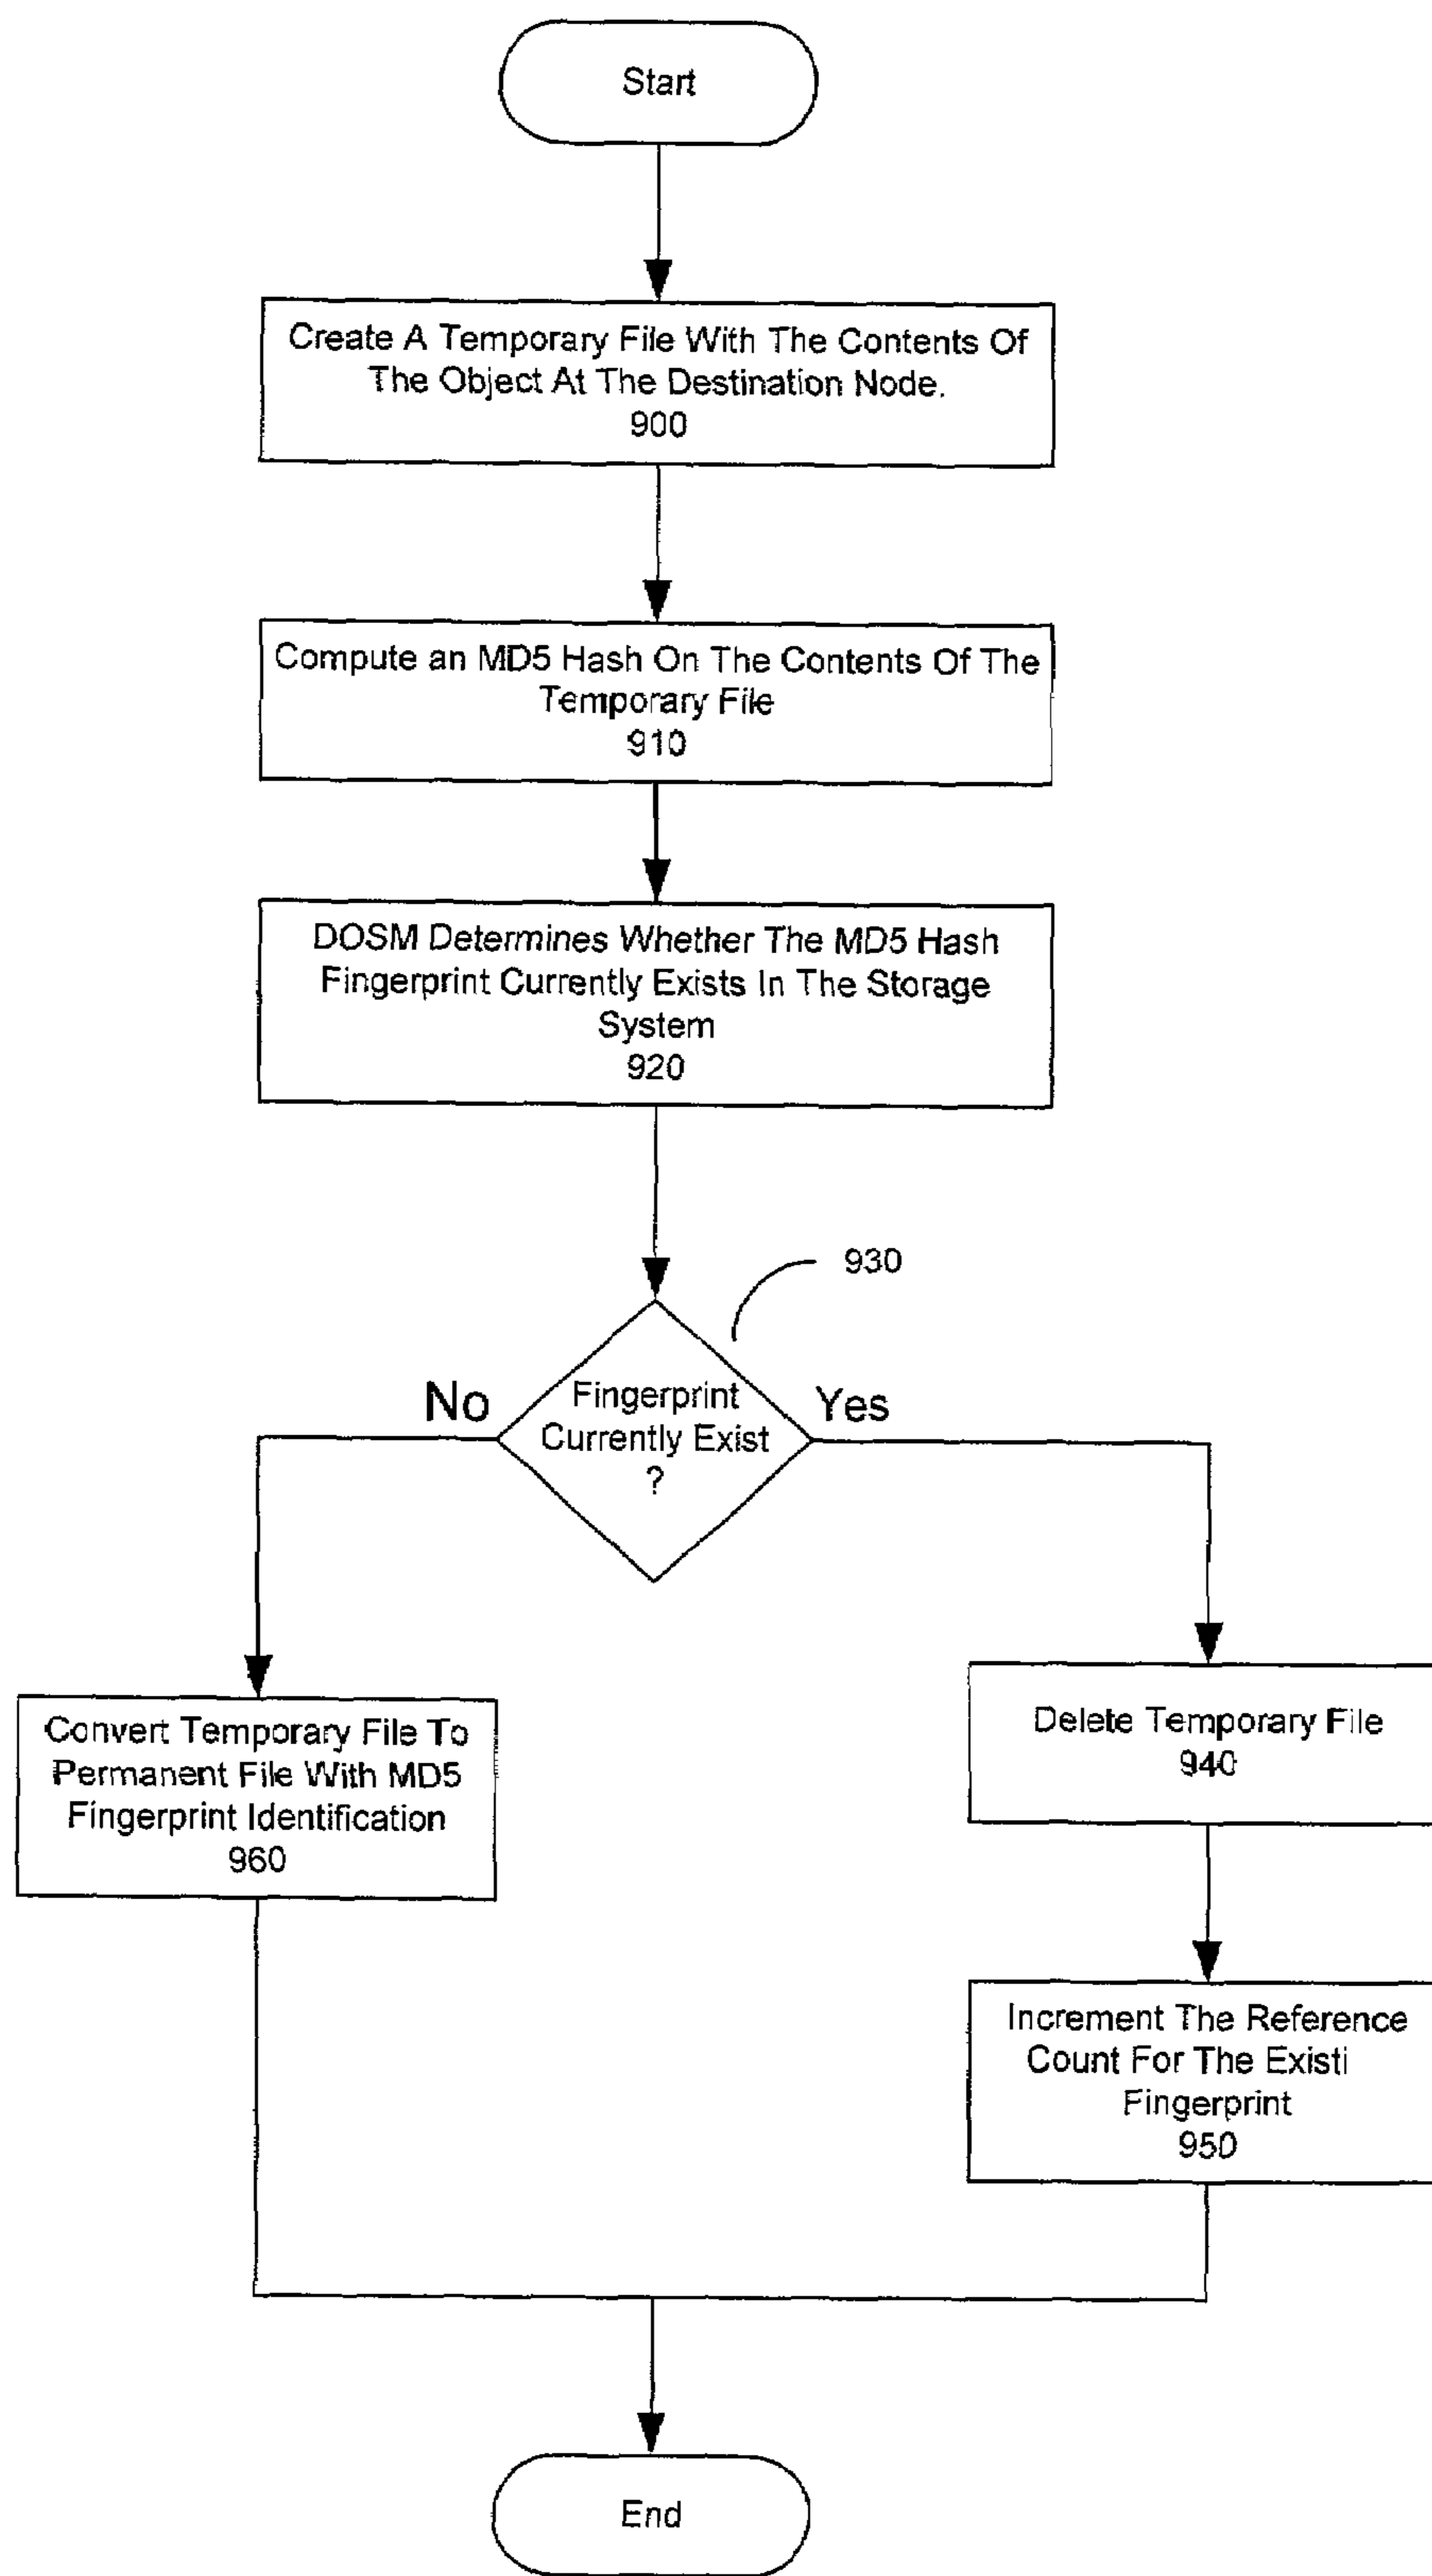 Start
Create A Temporary File With The Contents Of
The Object At The Destination Node.
900
Compute an MD5 Hash On The Contents Of The
Temporary File
910
DOSM Determines Whether The MD5 Hash
Fingerprint Currently Exists In The Storage
System
920
930
No
Fingerprint
Currently Exist
?
Yes
Convert Temporary File To
Permanent File With MD5
Fingerprint Identification
960
Delete Temporary File
940
Increment The Reference
Count For The Existi
Fingerprint
950
End